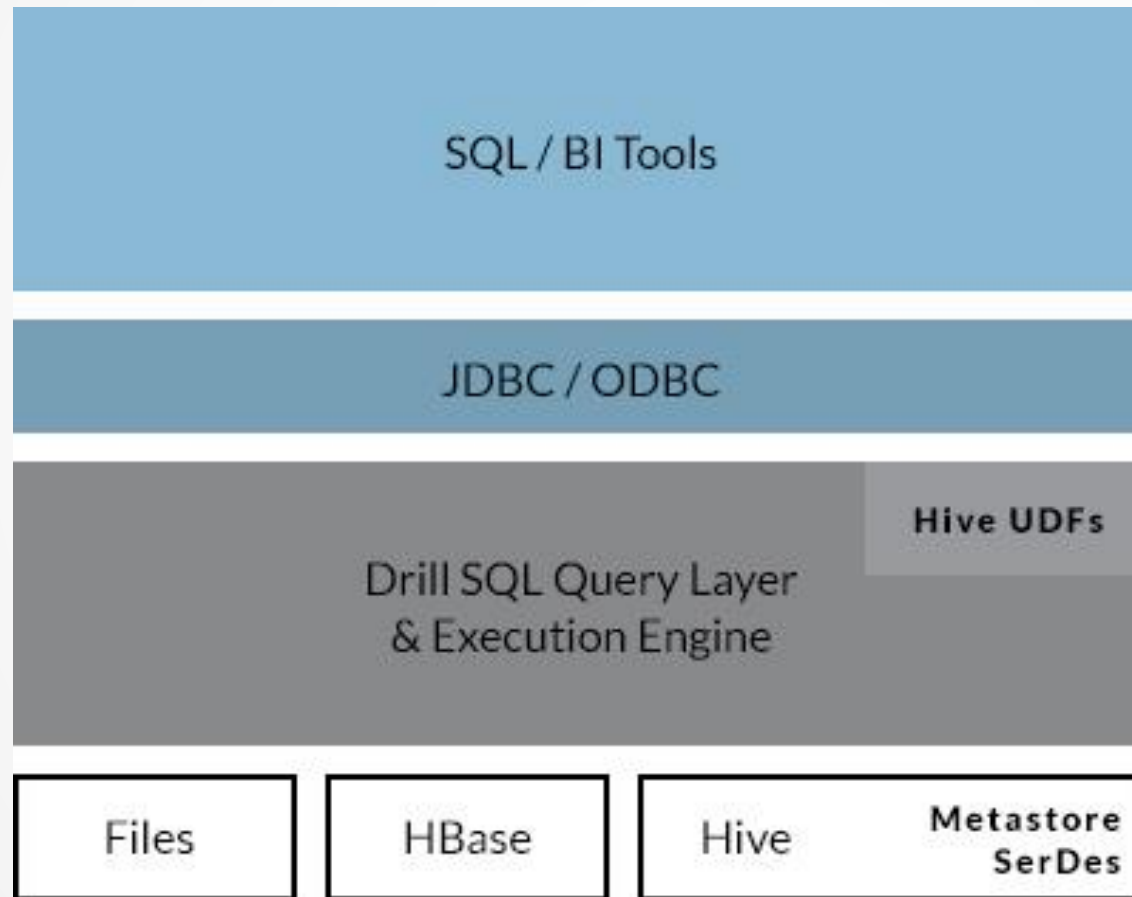 SQL / BI Tools
JDBC / ODBC
Hive UDFs
Drill SQL Query Layer
& Execution Engine
Files
HBase
Hive
Metastore
SerDes